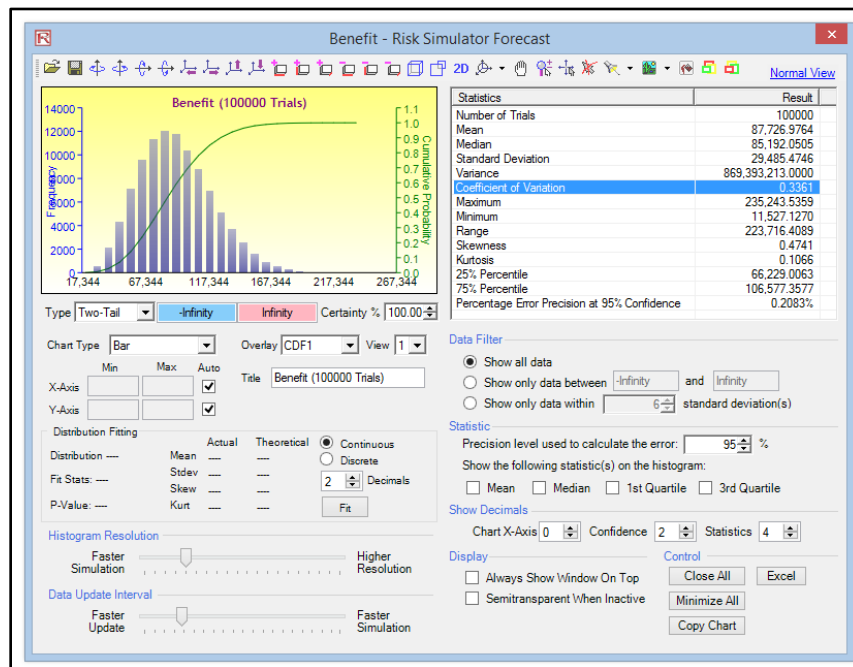 Benefit - Risk Simulator Forecast
2D
Normal View
Benefit (100000 Trials)
14000
12000
10000
8000
6000
4000
2000
0
Frequency
1.1
1.0
0.9
0.8
0.7
0.6
0.5
0.4
0.3
0.2
0.1
0.0
Cumulative Probability
17,344 67,344 117,344 167,344 217,344 267,344
Type Two-Tail -Infinity Infinity Certainty % 100.00
Chart Type Bar Overlay CDF1 View 1
Min Max Auto
Title Benefit (100000 Trials)
X-Axis
Y-Axis
Distribution Fitting
Actual Theoretical Continuous
Discrete
Distribution ---- Mean ---- ----
Stdev ---- ----
Fit Stats: ---- Skew ---- ---- 2 Decimals
P-Value: ---- Kurt ---- ---- Fit
Histogram Resolution
Faster Simulation Higher Resolution
Data Update Interval
Faster Update Faster Simulation
Statistics Result
Number of Trials 100000
Mean 87,726.9764
Median 85,192.0505
Standard Deviation 29,485.4746
Variance 869,393,213.0000
Coefficient of Variation 0.3361
Maximum 235,243.5359
Minimum 11,527.1270
Range 223,716.4089
Skewness 0.4741
Kurtosis 0.1066
25% Percentile 66,229.0063
75% Percentile 106,577.3577
Percentage Error Precision at 95% Confidence 0.2083%
Data Filter
Show all data
Show only data between -Infinity and Infinity
Show only data within 6 standard deviation(s)
Statistic
Precision level used to calculate the error: 95 %
Show the following statistic(s) on the histogram:
Mean Median 1st Quartile 3rd Quartile
Show Decimals
Chart X-Axis 0 Confidence 2 Statistics 4
Display
Always Show Window On Top
Semitransparent When Inactive
Control
Close All Excel
Minimize All
Copy Chart